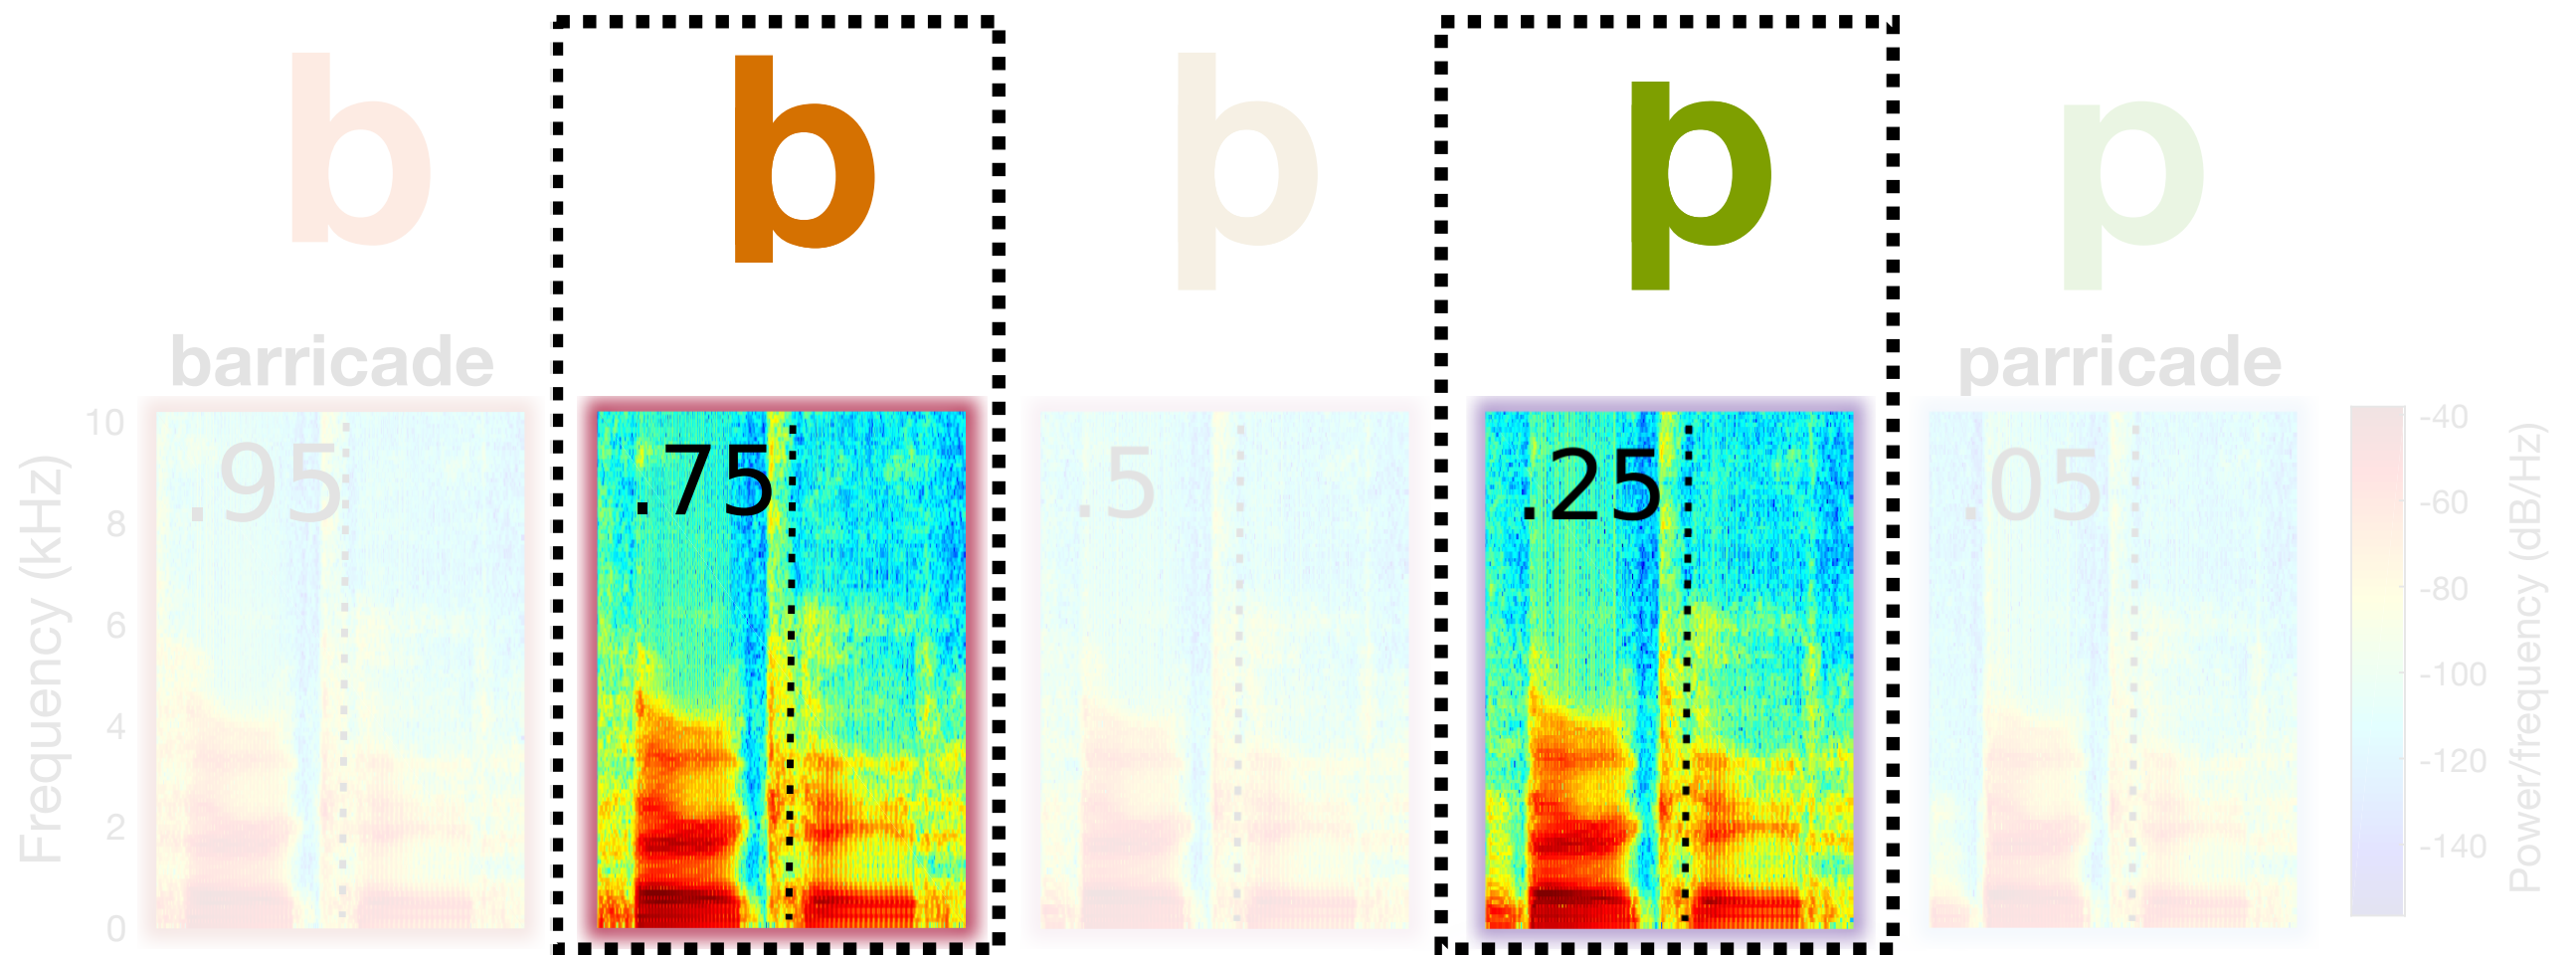 b b þ p p
barricade parricade
.95 .75 .5 .25 .05
10
8
6
4
2
0
Frequency (kHz)
-40
-60
-80
-100
-120
-140
Power/frequency (dB/Hz)